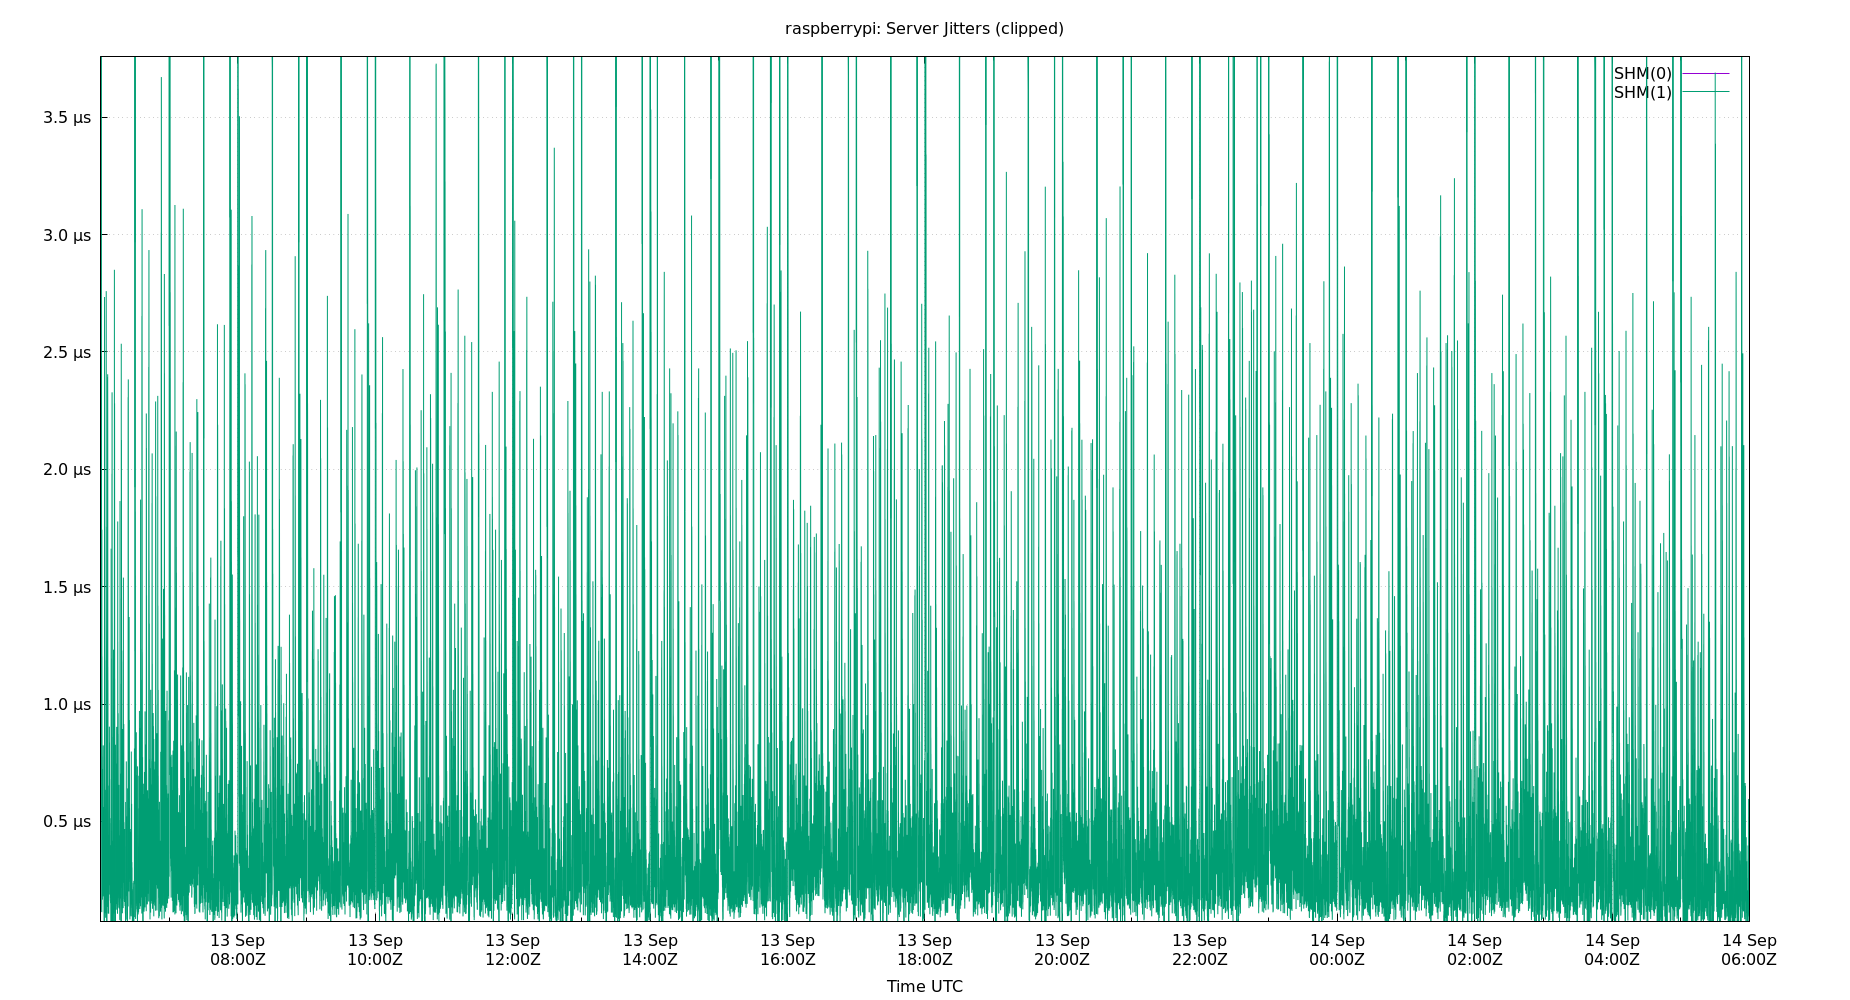 raspberrypi: Server Jitters (clipped)
SHM(0)
SHM(1)
3.5 μs
3.0 μs
2.5 μs
2.0 μs
1.5 μs
1.0 μs
0.5 μs
13 Sep 13 Sep 13 Sep 13 Sep 13 Sep 13 Sep 13 Sep 13 Sep 14 Sep 14 Sep 14 Sep 14 Sep
08:00Z 10:00Z 12:00Z 14:00Z 16:00Z 18:00Z 20:00Z 22:00Z 00:00Z 02:00Z 04:00Z 06:00Z
Time UTC